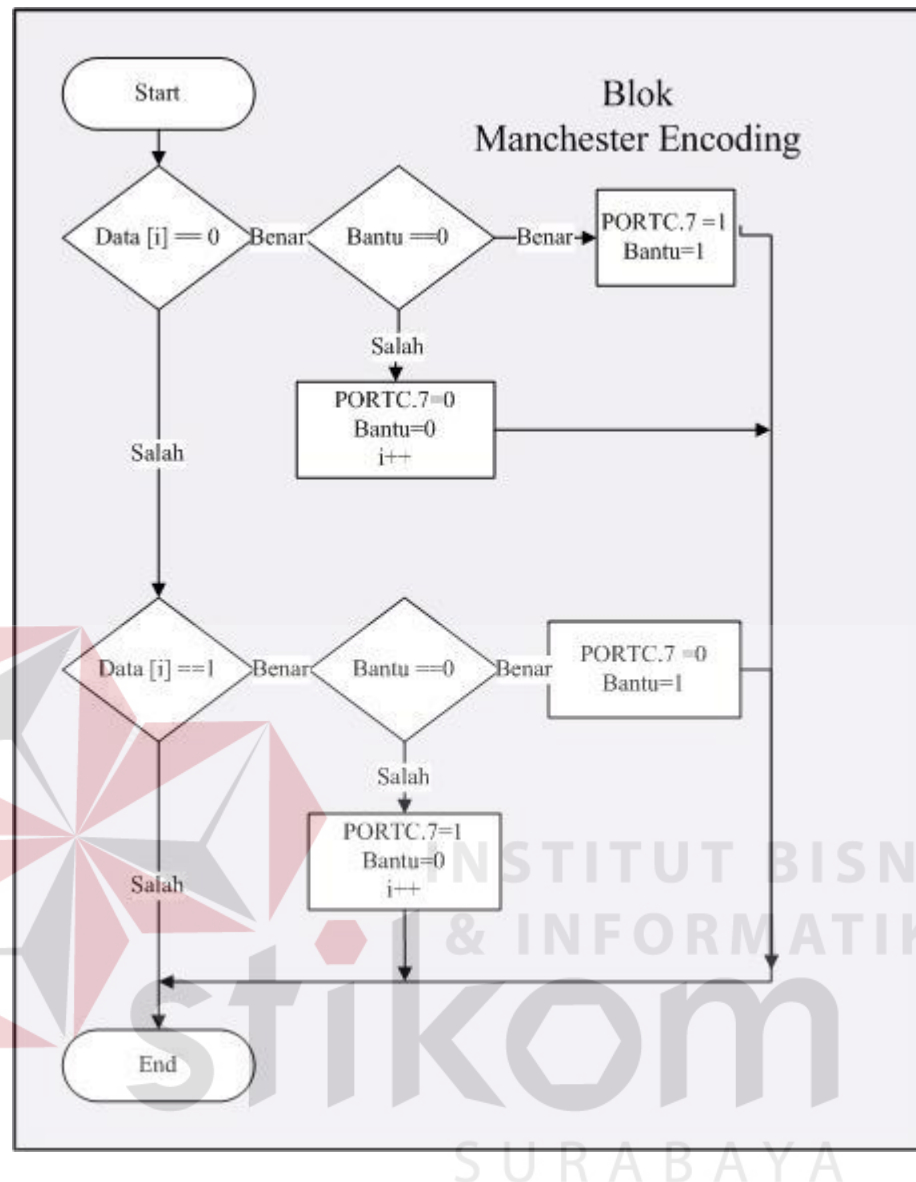 Blok
Manchester Encoding
Start
Data [i] == 0
Benar
Bantu ==0
Benar
PORTC.7 =1
Bantu=1
Salah
PORTC.7=0
Bantu=0
i++
Salah
Data [i] ==1
Benar
Bantu ==0
Benar
PORTC.7 =0
Bantu=1
Salah
PORTC.7=1
Bantu=0
i++
Salah
End
INSTITUT BISN
& INFORMATIK
stikom
SURABAYA